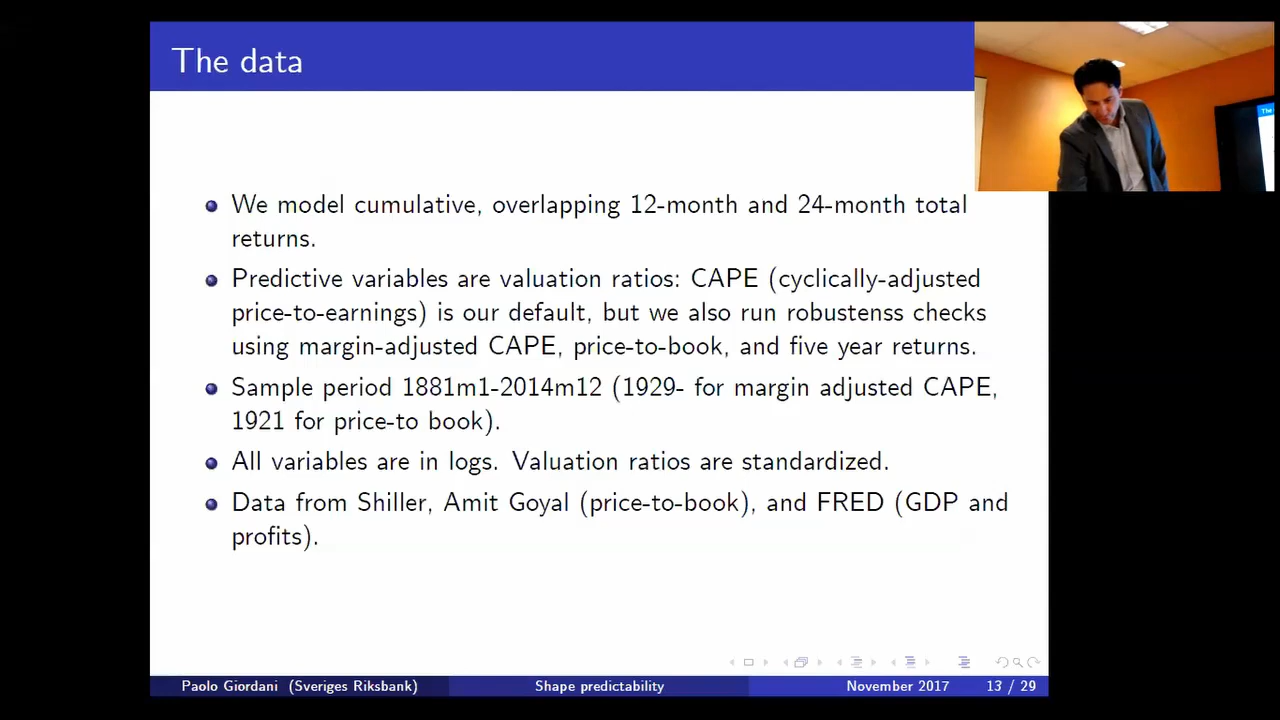 The data
We model cumulative, overlapping 12-month and 24-month total
returns.
Predictive variables are valuation ratios: CAPE (cyclically-adjusted
price-to-earnings) is our default, but we also run robustenss checks
using margin-adjusted CAPE, price-to-book, and five year returns.
Sample period 1881m1-2014m12 (1929- for margin adjusted CAPE,
1921 for price-to book).
All variables are in logs. Valuation ratios are standardized.
Data from Shiller, Amit Goyal (price-to-book), and FRED (GDP and
profits).
Paolo Giordani (Sveriges Riksbank) Shape predictability November 2017 13 / 29